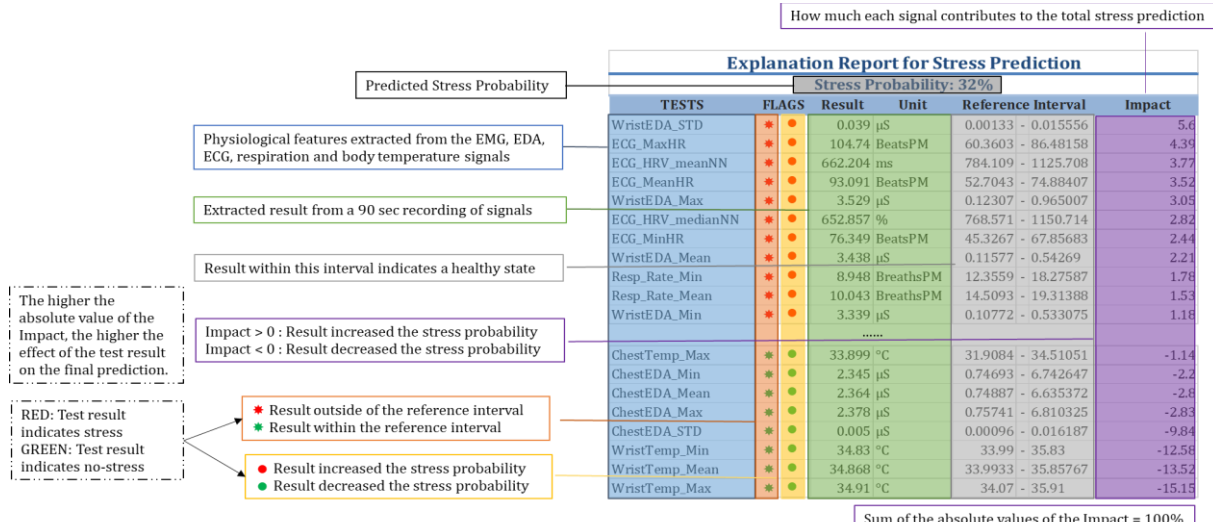 How much each signal contributes to the total stress prediction
Explanation Report for Stress Prediction
Predicted Stress Probability
Stress Probability: 32%
TESTS FLAGS Result Unit Reference Interval Impact
WristEDA_STD 0.039 µS 0.00133 - 0.015556 5.6
ECG_MaxHR 104.74 BeatsPM 60.3603 - 86.48158 4.39
ECG_HRV_meanNN 662.204 ms 784.109 - 1125.708 3.77
ECG_MeanHR 93.091 BeatsPM 52.7043 - 74.88407 3.52
WristEDA_Max 3.529 µS 0.12307 - 0.965007 3.05
ECG_HRV_medianNN 652.857 % 768.571 - 1150.714 2.82
ECG_MinHR 76.349 BeatsPM 45.3267 - 67.85683 2.44
WristEDA_Mean 3.438 µS 0.11577 - 0.54269 2.21
Resp_Rate_Min 8.948 BreathsPM 12.3559 - 18.27587 1.78
Resp_Rate_Mean 10.043 BreathsPM 14.5093 - 19.31388 1.53
WristEDA_Min 3.339 µS 0.10772 - 0.533075 1.18
......
ChestTemp_Max 33.899 °C 31.9084 - 34.51051 -1.14
ChestEDA_Min 2.345 µS 0.74693 - 6.742647 -2.2
ChestEDA_Mean 2.364 µS 0.74887 - 6.635372 -2.8
ChestEDA_Max 2.378 µS 0.75741 - 6.810325 -2.83
ChestEDA_STD 0.005 µS 0.00096 - 0.016187 -9.84
WristTemp_Min 34.83 °C 33.99 - 35.83 -12.58
WristTemp_Mean 34.868 °C 33.9933 - 35.85767 -13.52
WristTemp_Max 34.91 °C 34.07 - 35.91 -15.15
Physiological features extracted from the EMG, EDA,
ECG, respiration and body temperature signals
Extracted result from a 90 sec recording of signals
Result within this interval indicates a healthy state
The higher the
absolute value of the
Impact, the higher the
effect of the test result
on the final prediction.
Impact > 0 : Result increased the stress probability
Impact < 0 : Result decreased the stress probability
RED: Test result
indicates stress
GREEN: Test result
indicates no-stress
Result outside of the reference interval
Result within the reference interval
Result increased the stress probability
Result decreased the stress probability
Sum of the absolute values of the Impact = 100%